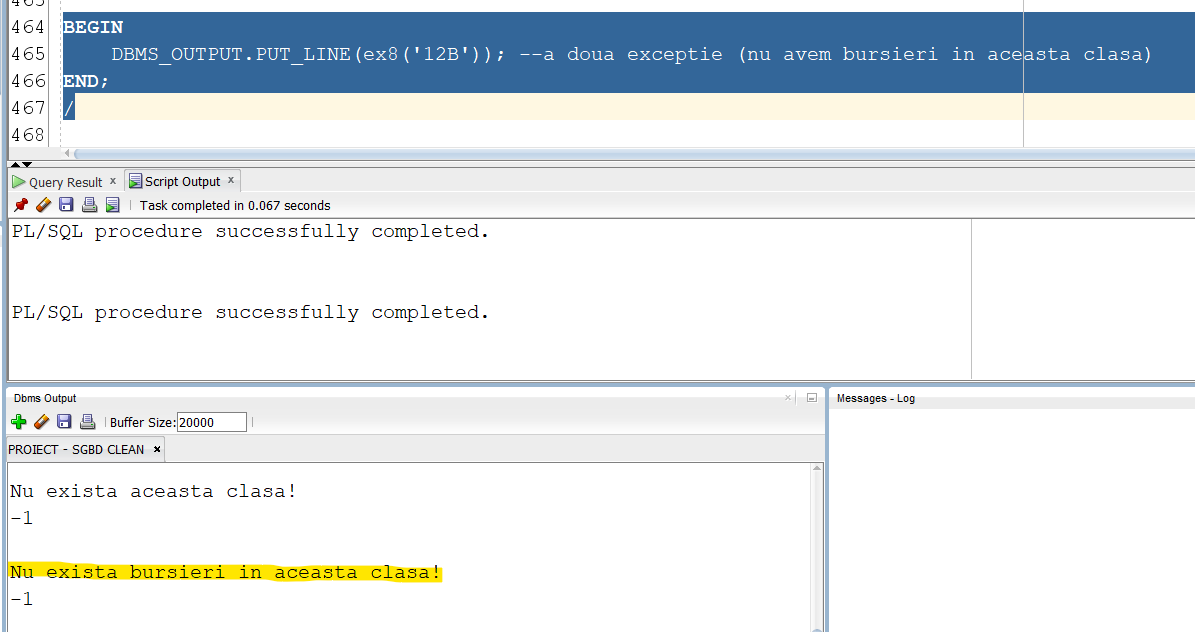 463
464 BEGIN
465 DBMS_OUTPUT.PUT_LINE(ex8('12B')); --a doua exceptie (nu avem bursieri in aceasta clasa)
466 END;
467 /
468
Query Result x Script Output x
Task completed in 0.067 seconds
PL/SQL procedure successfully completed.
PL/SQL procedure successfully completed.
Dbms Output
Messages - Log
Buffer Size: 20000
PROIECT - SGBD CLEAN
Nu exista aceasta clasa!
-1
Nu exista bursieri in aceasta clasa!
-1